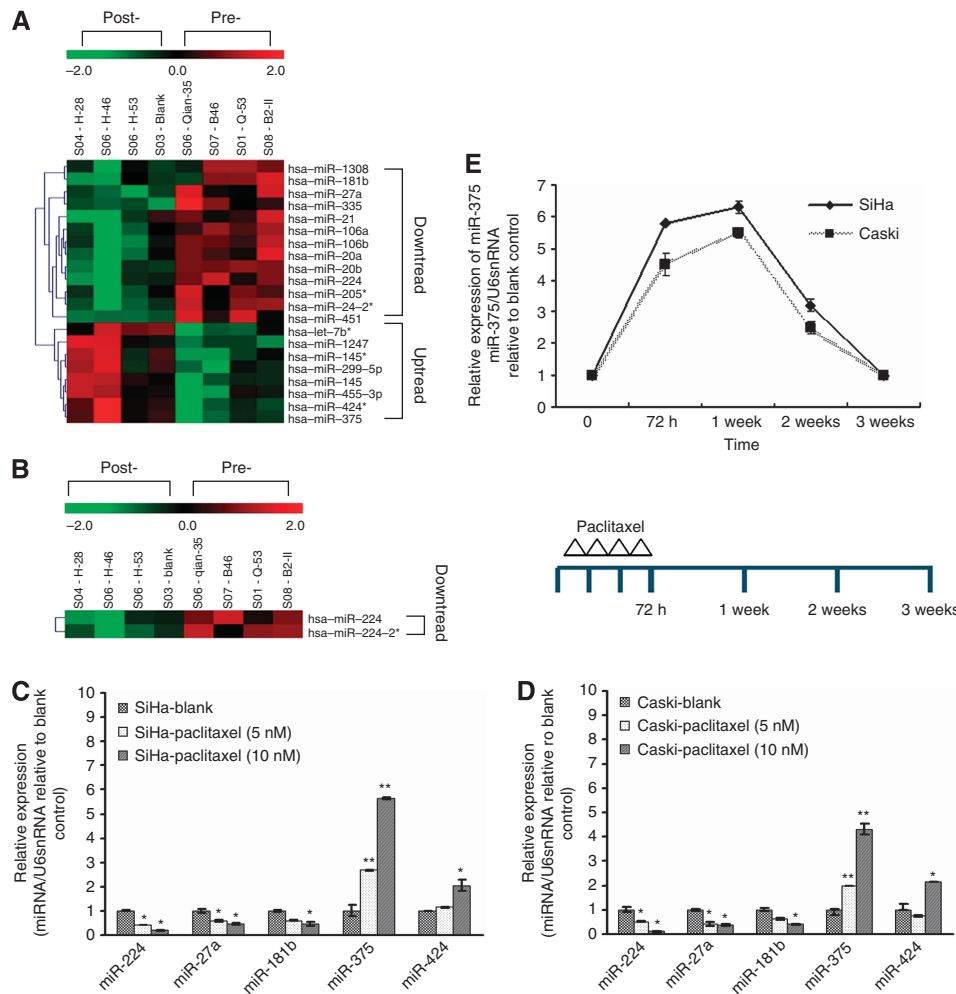 A
Post-
Pre-
−2.0
0.0
2.0
S04 - H-28
S06 - H-46
S06 - H-53
S03 - Blank
S06 - Qian-35
S07 - B46
S01 - Q-53
S08 - B2-II
hsa–miR–1308
hsa–miR–181b
hsa–miR–27a
hsa–miR–335
hsa–miR–21
hsa–miR–106a
hsa–miR–106b
hsa–miR–20a
hsa–miR–20b
hsa–miR–224
hsa–miR–205*
hsa–miR–24–2*
hsa–miR–451
hsa–let–7b*
hsa–miR–1247
hsa–miR–145*
hsa–miR–299–5p
hsa–miR–145
hsa–miR–455–3p
hsa–miR–424*
hsa–miR–375
Downtread
Uptread
B
Post-
Pre-
−2.0
0.0
2.0
S04 - H-28
S06 - H-46
S06 - H-53
S03 - blank
S06 - qian-35
S07 - B46
S01 - Q-53
S08 - B2-II
hsa–miR–224
hsa–miR–224–2*
Downtread
E
Relative expression of miR-375
miR-375/U6snRNA
relative to blank control
7
6
5
4
3
2
1
0
SiHa
Caski
0
72 h
1 week
2 weeks
3 weeks
Time
Paclitaxel
72 h
1 week
2 weeks
3 weeks
C
Relative expression
(miRNA/U6snRNA relative to blank
control)
10
9
8
7
6
5
4
3
2
1
0
SiHa-blank
SiHa-paclitaxel (5 nM)
SiHa-paclitaxel (10 nM)
*
*
*
*
*
**
**
*
miR-224
miR-27a
miR-181b
miR-375
miR-424
D
Relative expression
(miRNA/U6snRNA relative ro blank
control)
10
9
8
7
6
5
4
3
2
1
0
Caski-blank
Caski-paclitaxel (5 nM)
Caski-paclitaxel (10 nM)
*
*
*
*
*
**
**
*
miR-224
miR-27a
miR-181b
miR-375
miR-424